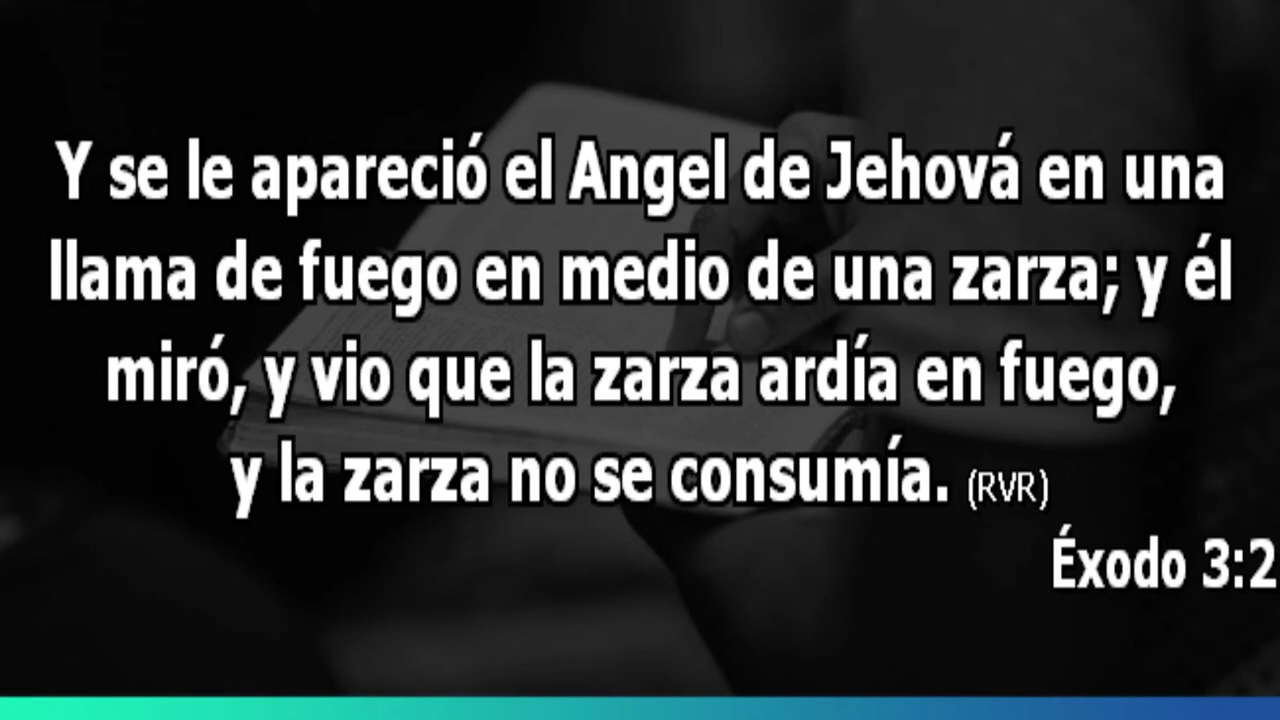 Y se le apareció el Angel de Jehová en una
llama de fuego en medio de una zarza; y él
miró, y vio que la zarza ardía en fuego,
y la zarza no se consumía. (RVR)
Éxodo 3:2